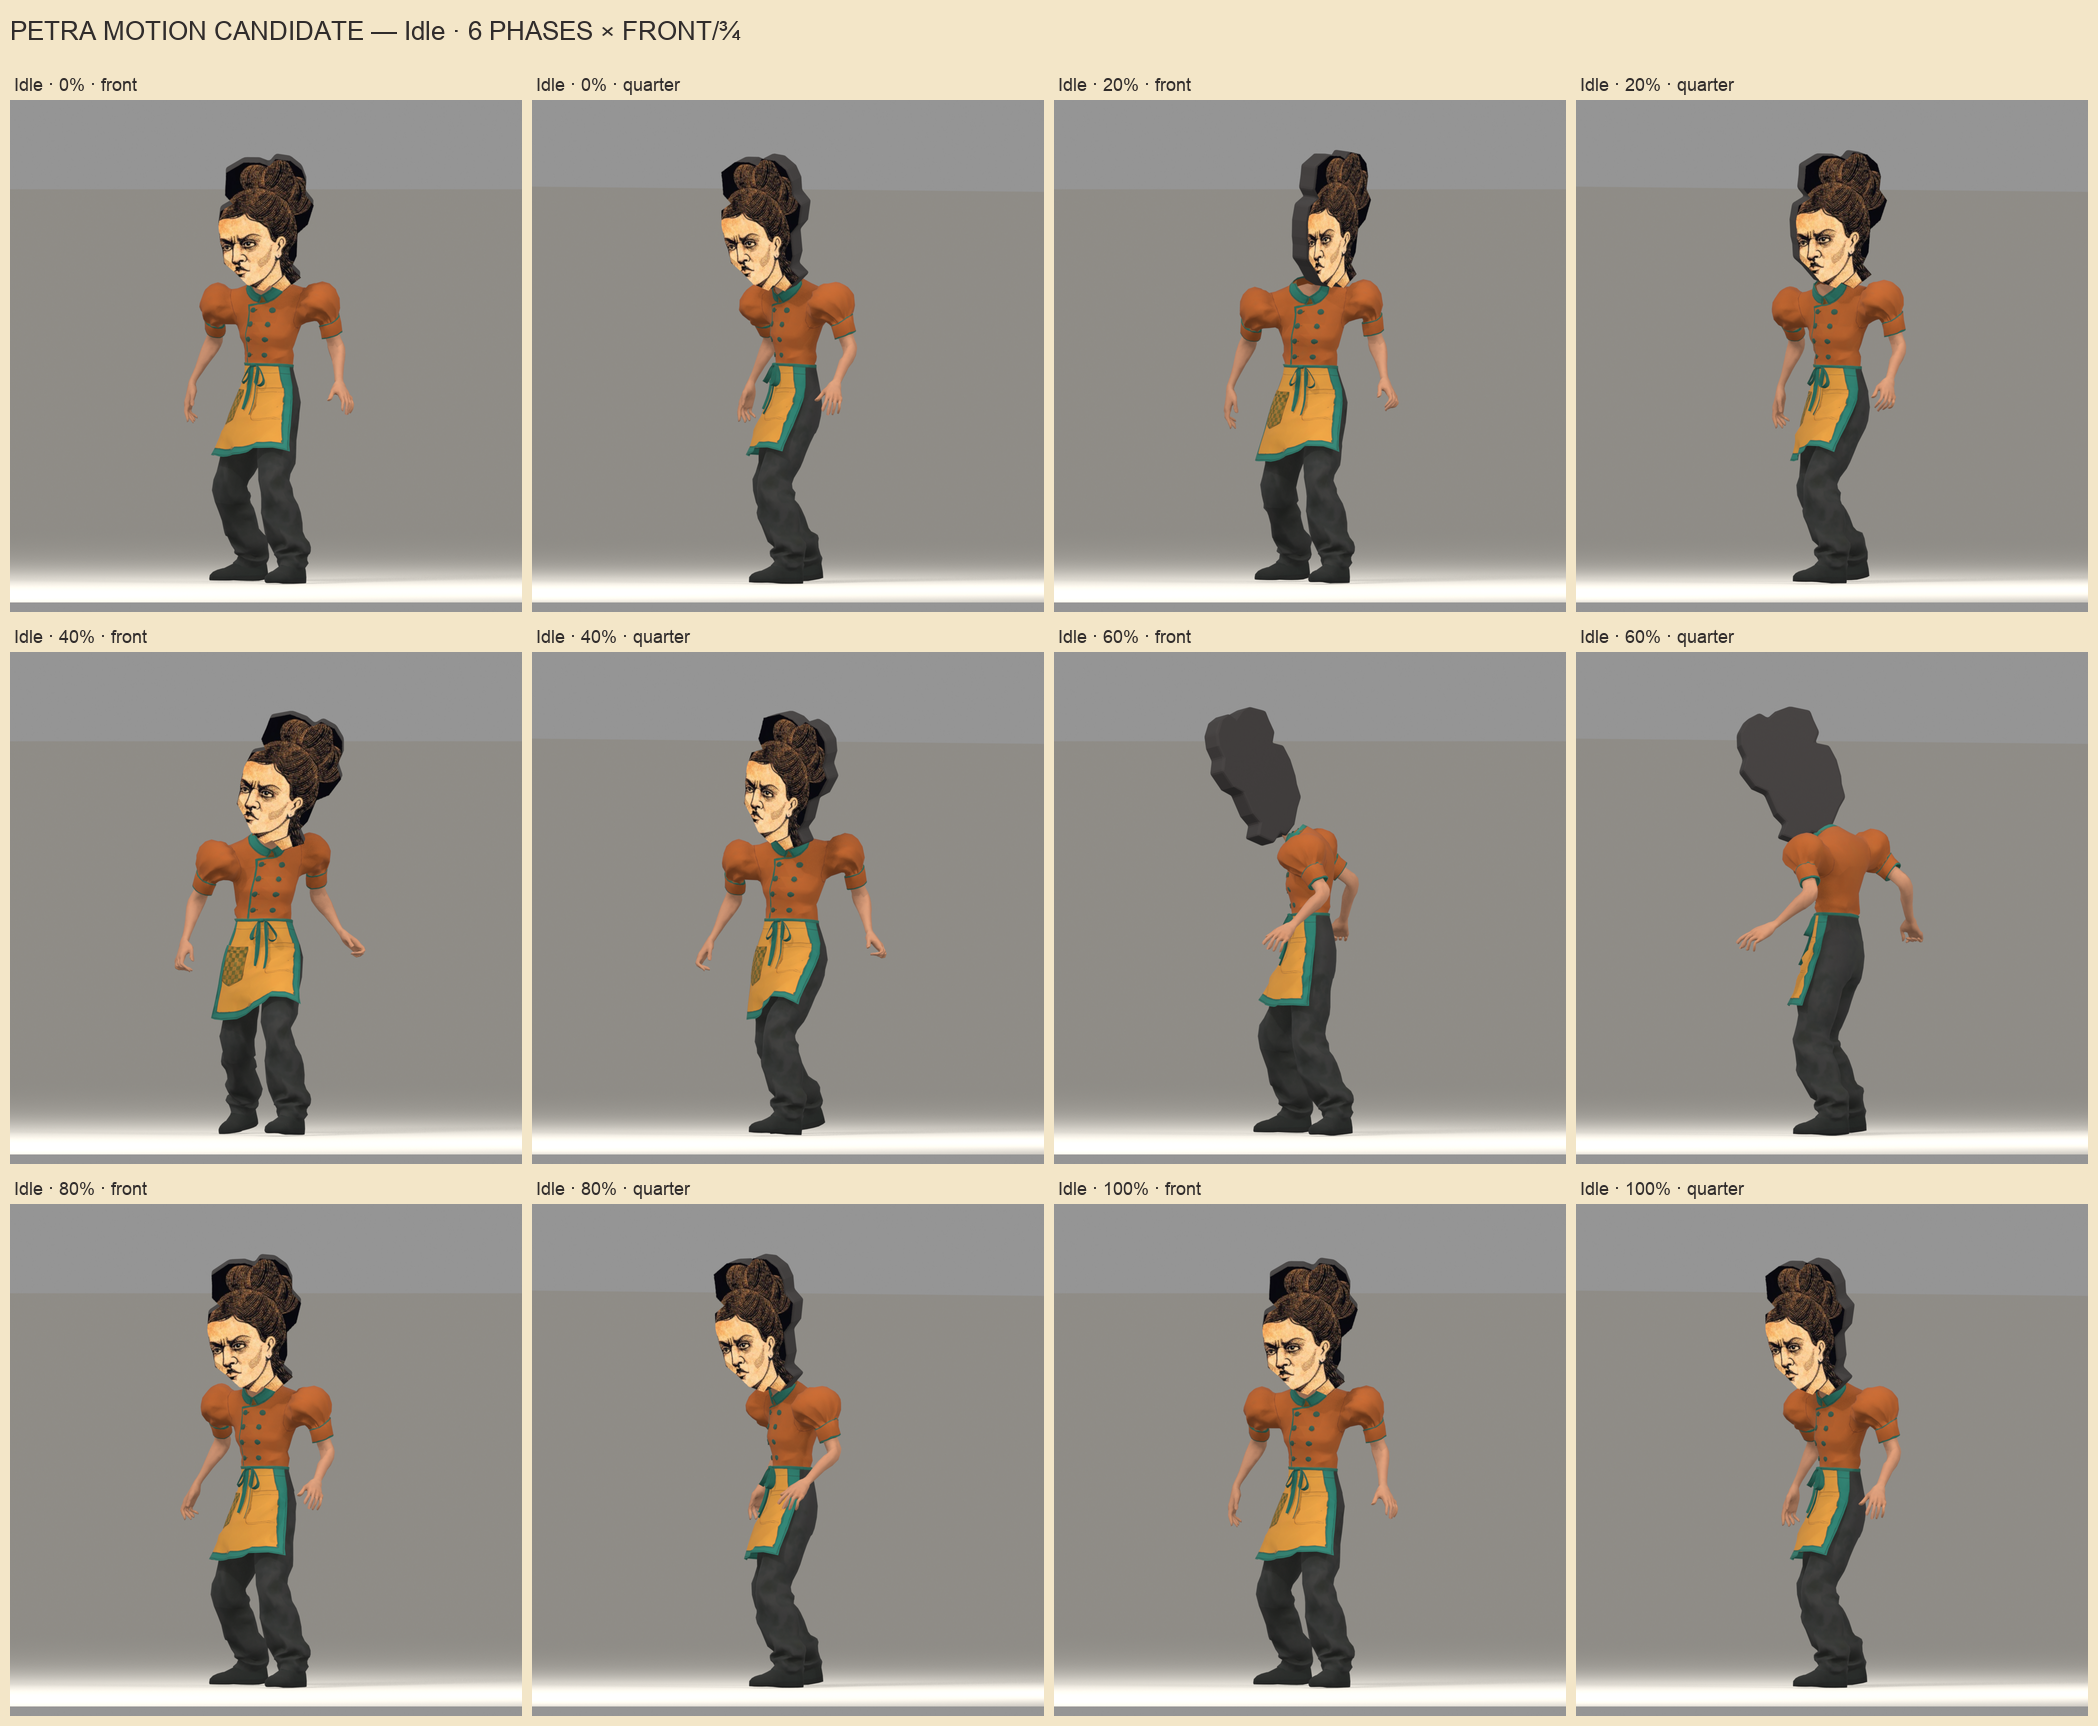 PETRA MOTION CANDIDATE — Idle · 6 PHASES × FRONT/¾
Idle · 0% · front
Idle · 0% · quarter
Idle · 20% · front
Idle · 20% · quarter
Idle · 40% · front
Idle · 40% · quarter
Idle · 60% · front
Idle · 60% · quarter
Idle · 80% · front
Idle · 80% · quarter
Idle · 100% · front
Idle · 100% · quarter